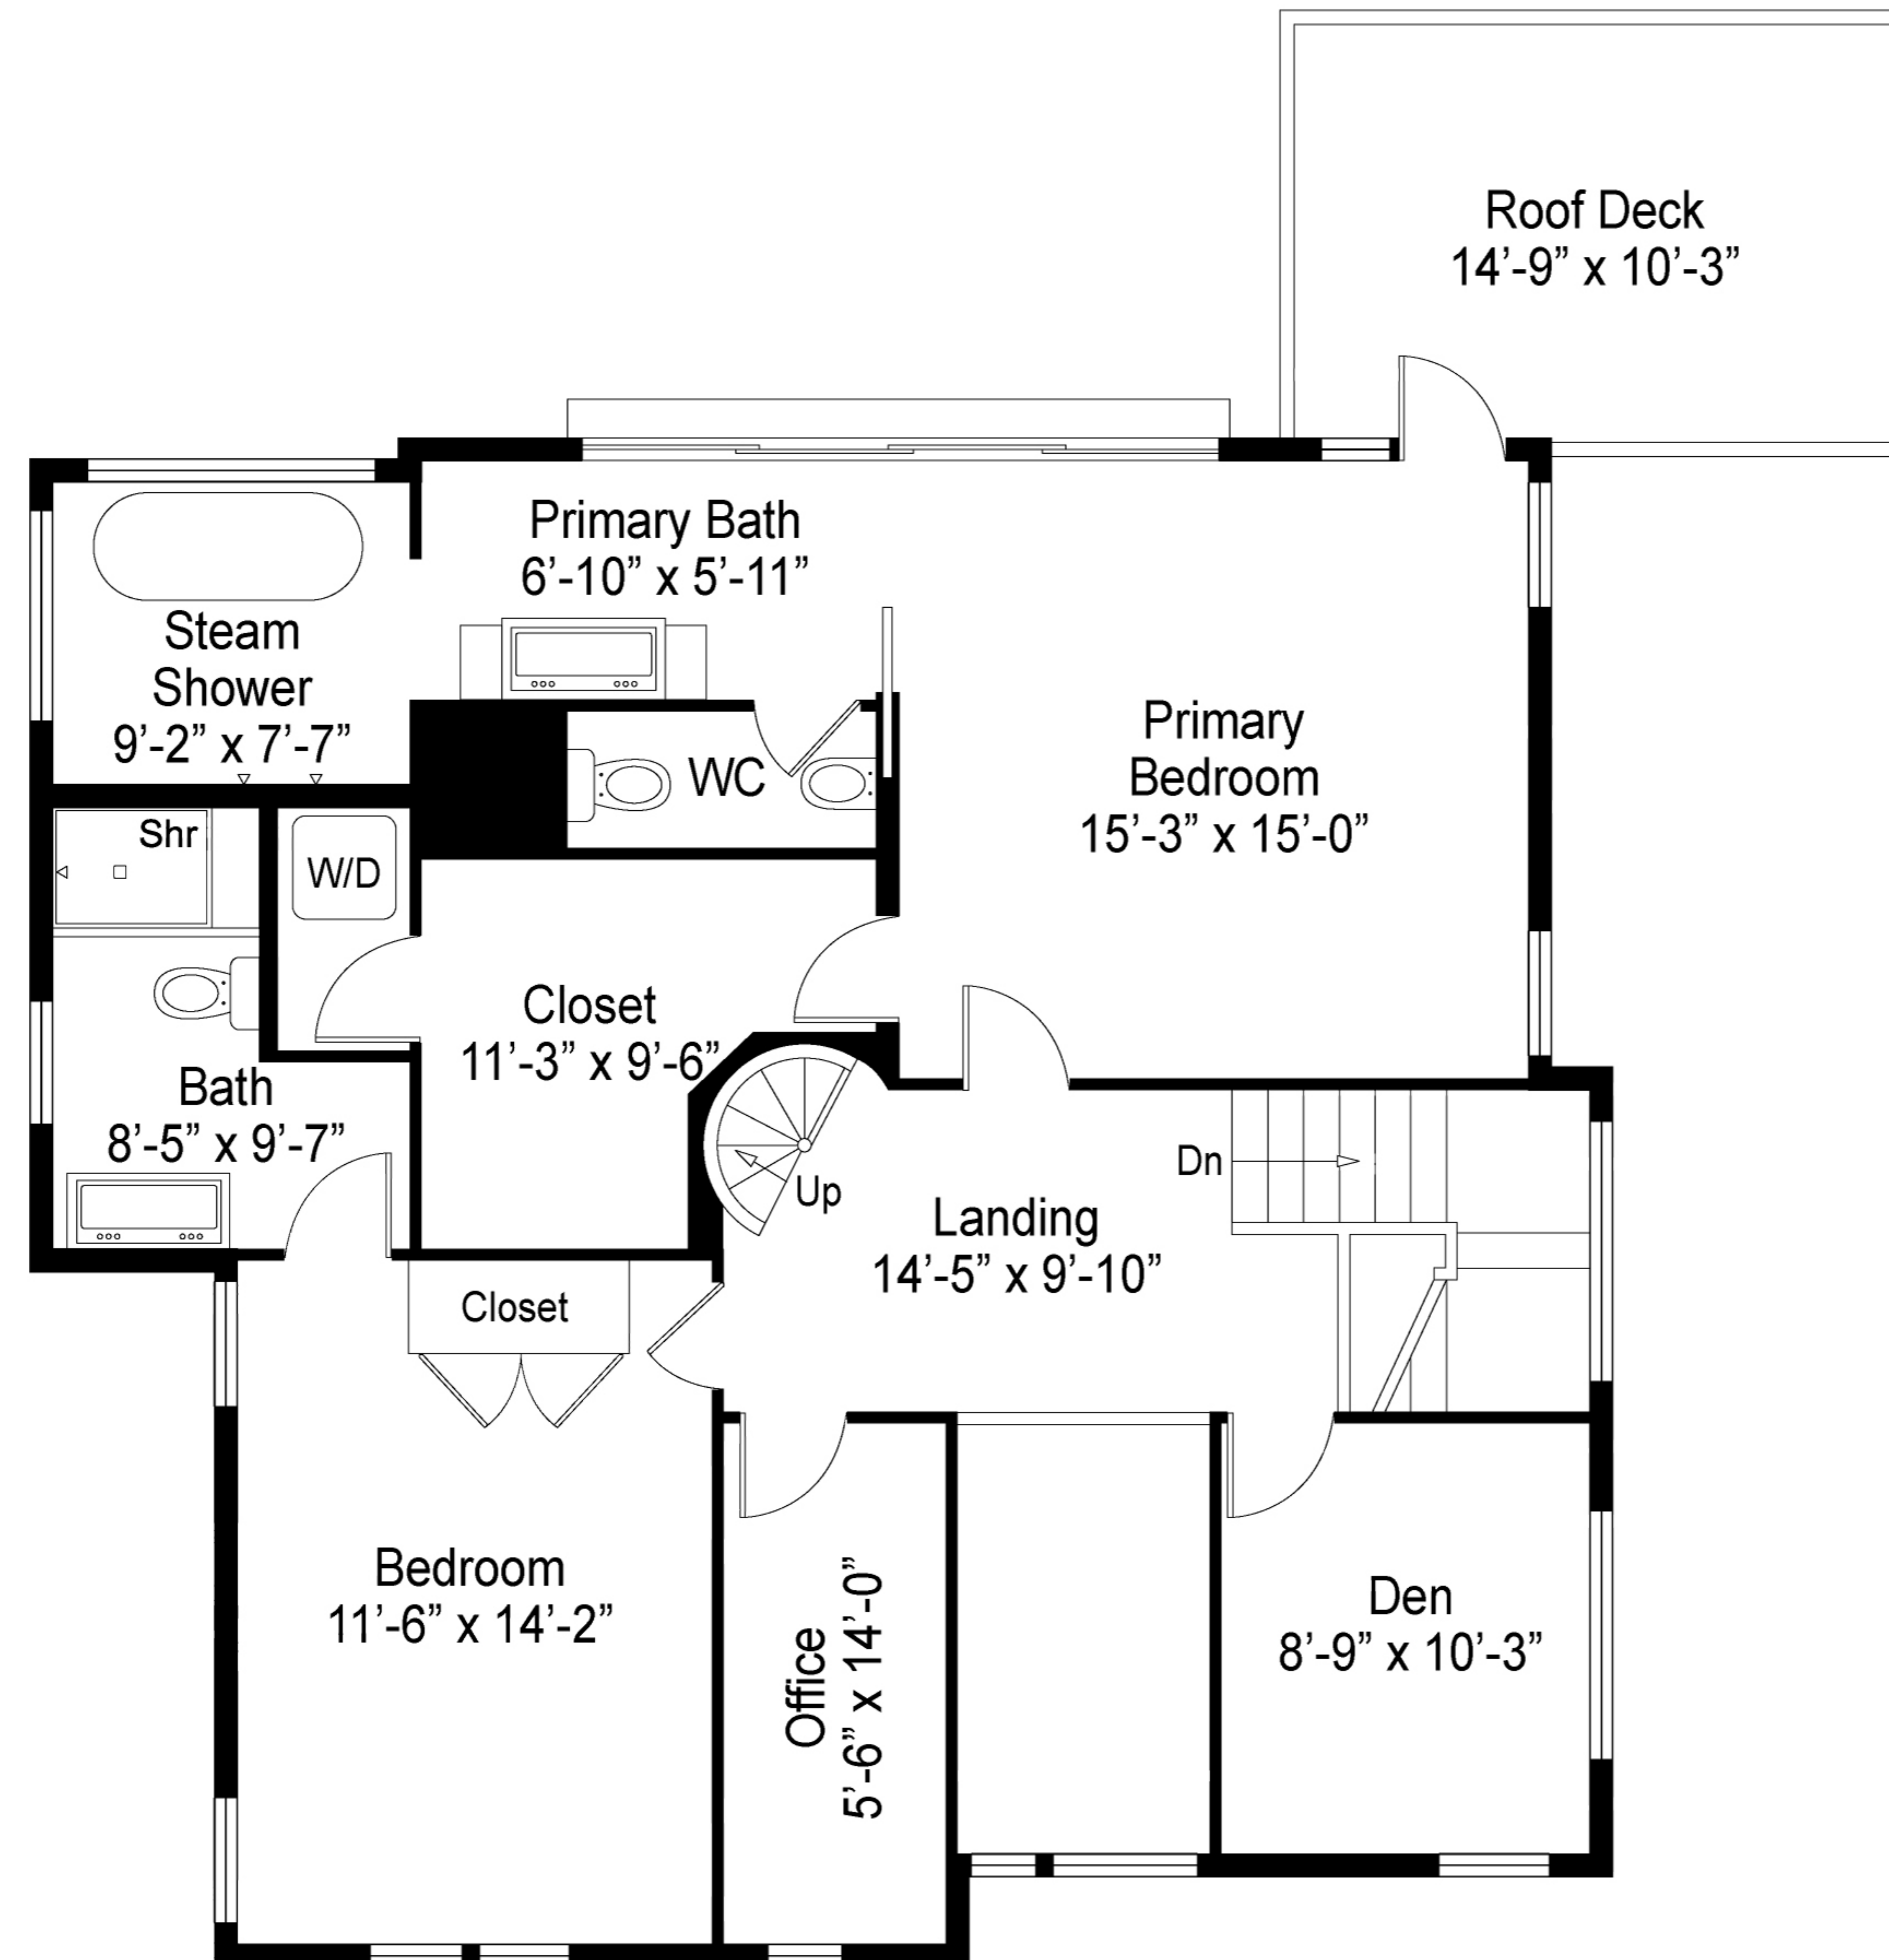 Roof Deck
14’-9” x 10’-3”
Primary Bath
6’-10” x 5’-11”
Steam
Shower
9’-2” x 7’-7”
WC
Primary
Bedroom
15’-3” x 15’-0”
Shr
W/D
Closet
11’-3” x 9’-6”
Bath
8’-5” x 9’-7”
Up
Dn
Landing
14’-5” x 9’-10”
Closet
Bedroom
11’-6” x 14’-2”
Office
5’-6” x 14’-0”
Den
8’-9” x 10’-3”